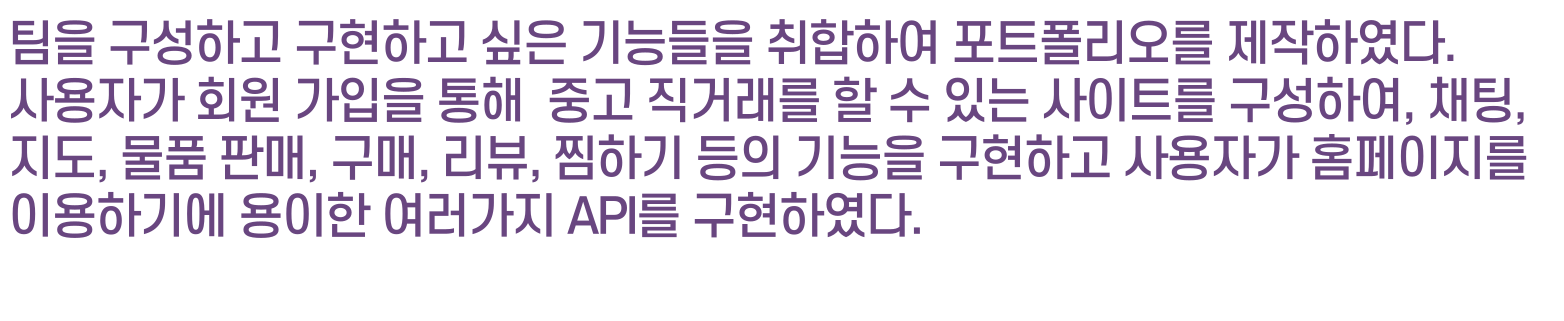 팀을 구성하고 구현하고 싶은 기능들을 취합하여 포트폴리오를 제작하였다.
사용자가 회원 가입을 통해  중고 직거래를 할 수 있는 사이트를 구성하여, 채팅,
지도, 물품 판매, 구매, 리뷰, 찜하기 등의 기능을 구현하고 사용자가 홈페이지를
이용하기에 용이한 여러가지 API를 구현하였다.